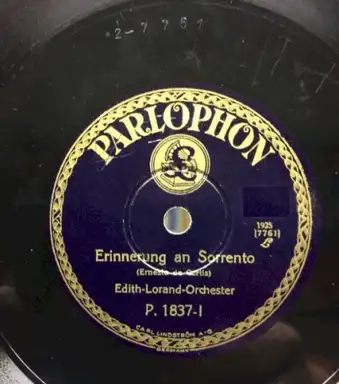 2-7761
PARLOPHON
1925
[7761]
Erinnerung an Sorrento
(Ernesto de Curtis)
Edith-Lorand-Orchester
P. 1837-I
CARL LINDSTRÖM A-G
GERMANY